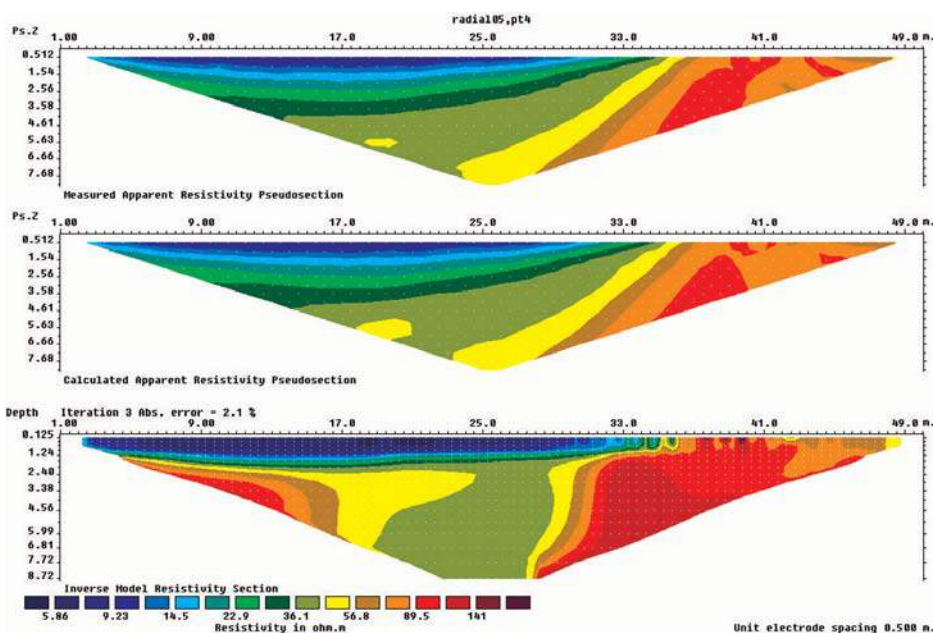 radial05,pt4
Ps.Z 1.00 9.00 17.0 25.0 33.0 41.0 49.0 m.
0.512
1.54
2.56
3.58
4.61
5.63
6.66
7.68
Measured Apparent Resistivity Pseudosection
Ps.Z 1.00 9.00 17.0 25.0 33.0 41.0 49.0 m.
0.512
1.54
2.56
3.58
4.61
5.63
6.66
7.68
Calculated Apparent Resistivity Pseudosection
Depth Iteration 3 Abs. error = 2.1 %
1.00 9.00 17.0 25.0 33.0 41.0 49.0 m.
0.125
1.24
2.40
3.38
4.56
5.99
6.81
7.72
8.72
Inverse Model Resistivity Section
5.86 9.23 14.5 22.9 36.1 56.8 89.5 141
Resistivity in ohm.m
Unit electrode spacing 0.500 m.